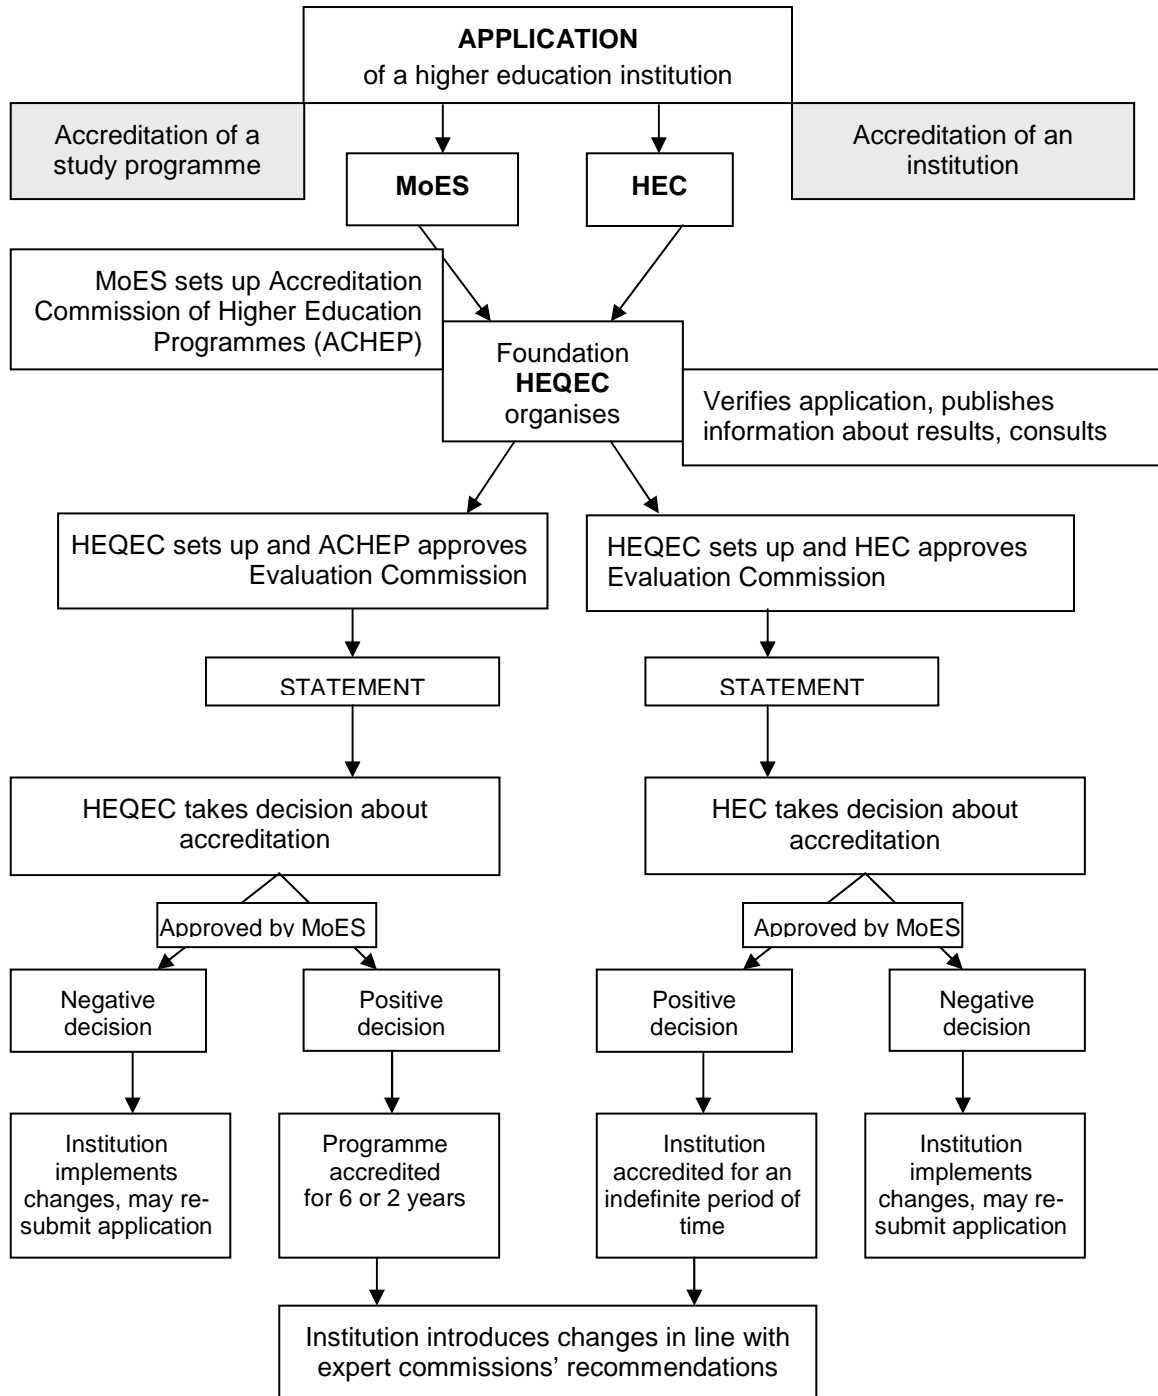 APPLICATION
of a higher education institution
Accreditation of a
study programme
Accreditation of an
institution
MoES
HEC
MoES sets up Accreditation
Commission of Higher Education
Programmes (ACHEP)
Foundation
HEQEC
organises
Verifies application, publishes
information about results, consults
HEQEC sets up and ACHEP approves
Evaluation Commission
HEQEC sets up and HEC approves
Evaluation Commission
STATEMENT
STATEMENT
HEQEC takes decision about
accreditation
HEC takes decision about
accreditation
Approved by MoES
Approved by MoES
Negative
decision
Positive
decision
Positive
decision
Negative
decision
Institution
implements
changes, may re-
submit application
Programme
accredited
for 6 or 2 years
Institution
accredited for an
indefinite period of
time
Institution
implements
changes, may re-
submit application
Institution introduces changes in line with
expert commissions’ recommendations